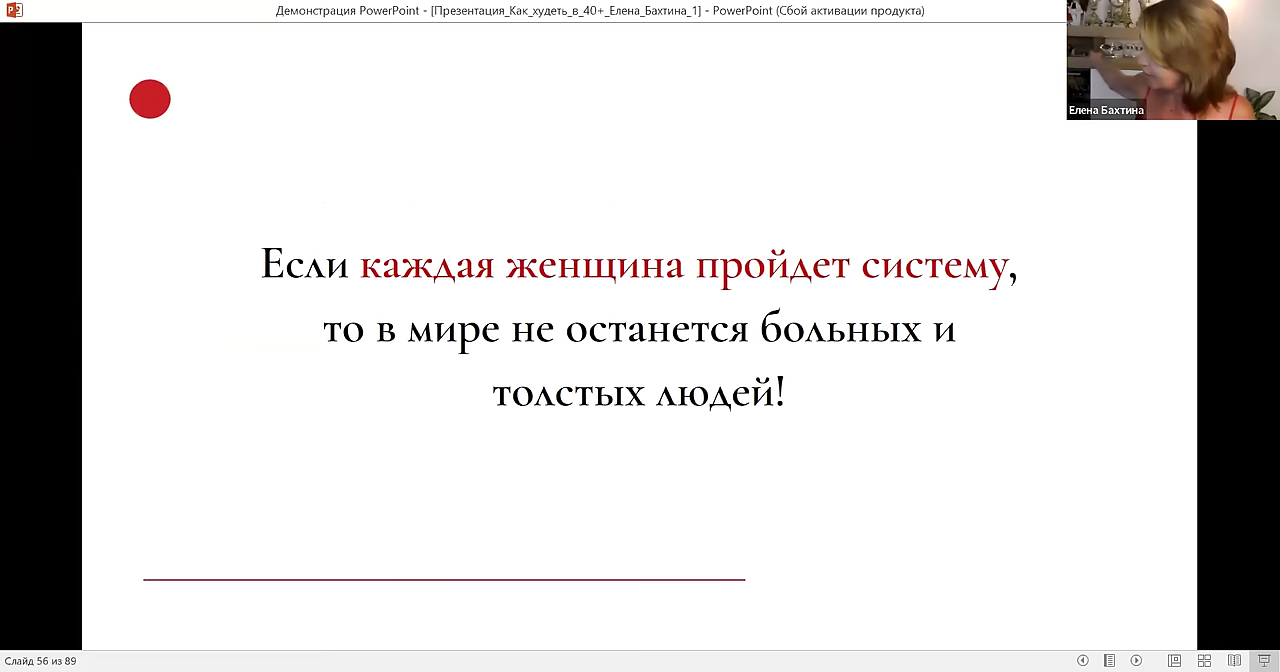 Демонстрация PowerPoint - [Презентация_Как_худеть_в_40+_Елена_Бахтина_1] - PowerPoint (Сбой активации продукта)
Елена Бахтина
Если каждая женщина пройдет систему,
то в мире не останется больных и
толстых людей!
Слайд 56 из 89